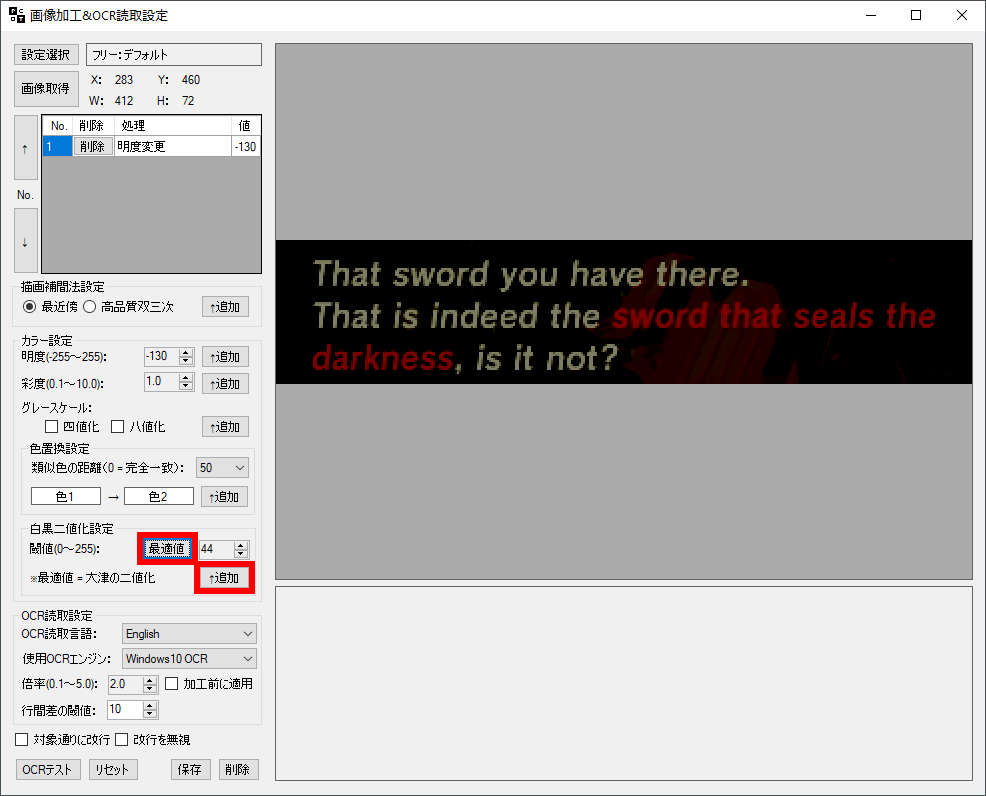 画像加工&OCR読取設定
設定選択 フリー:デフォルト
画像取得 X: 283 Y: 460
W: 412 H: 72
No. 削除 処理 値
1 削除 明度変更 -130
↑
No.
↓
描画補間法設定
最近傍 高品質双三次 ↑追加
カラー設定
明度(-255～255): -130 ↑追加
彩度(0.1～10.0): 1.0 ↑追加
グレースケール:
四値化 八値化 ↑追加
色置換設定
類似色の距離(0 = 完全一致): 50
色1 → 色2 ↑追加
白黒二値化設定
閾値(0～255): 最適値 44
※最適値 = 大津の二値化 ↑追加
OCR読取設定
OCR読取言語: English
使用OCRエンジン: Windows10 OCR
倍率(0.1～5.0): 2.0 加工前に適用
行間差の閾値: 10
対象通りに改行 改行を無視
OCRテスト リセット 保存 削除
That sword you have there.
That is indeed the sword that seals the
darkness, is it not?